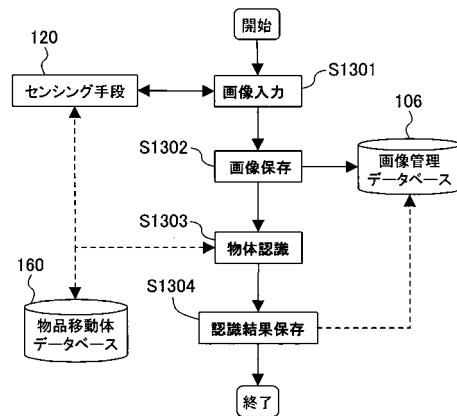 開始
120
センシング手段
画像入力
S1301
106
S1302
画像保存
画像管理
データベース
S1303
物体認識
160
物品移動体
データベース
S1304
認識結果保存
終了